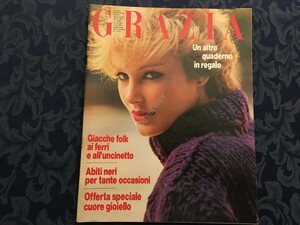 GRAZIA
Un altro
quaderno
in regalo
Giacche folk
ai ferri
e all'uncinetto
Abiti neri
per tante occasioni
Offerta speciale
cuore gioiello